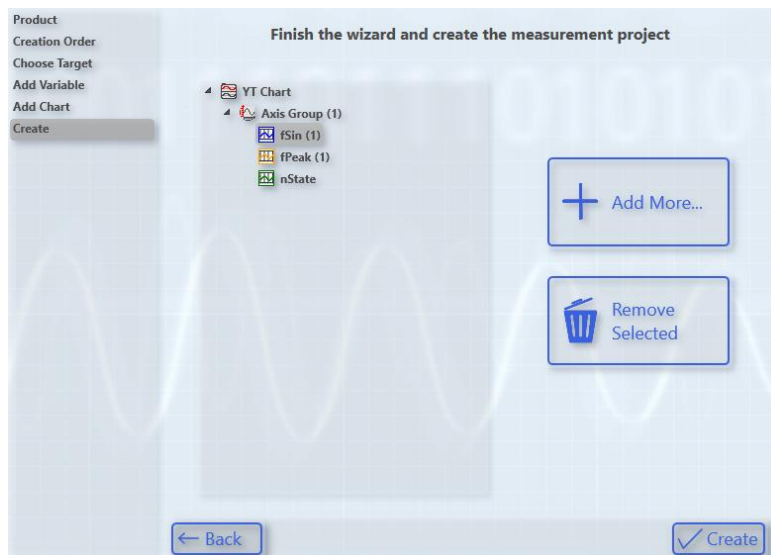 Product
Creation Order
Choose Target
Add Variable
Add Chart
Create
Finish the wizard and create the measurement project
YT Chart
Axis Group (1)
fSin (1)
fPeak (1)
nState
Add More...
Remove
Selected
Back
Create